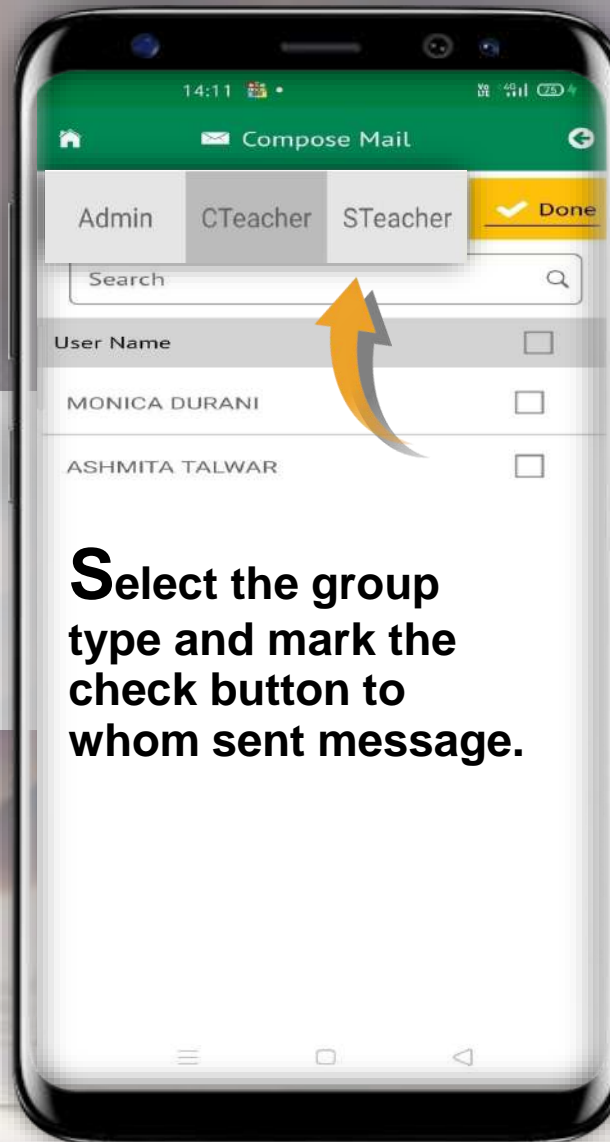 14:11
Compose Mail
Admin CTeacher STeacher Done
Search
User Name
MONICA DURANI
ASHMITA TALWAR
Select the group
type and mark the
check button to
whom sent message.